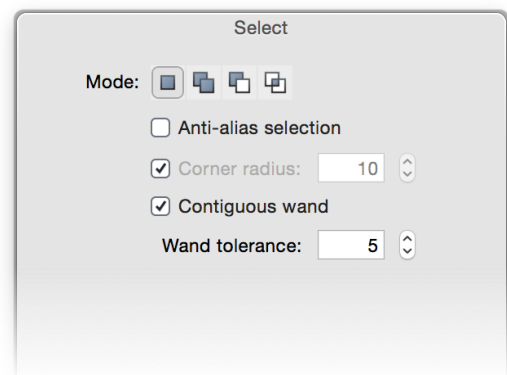 Select
Mode:
Anti-alias selection
Corner radius: 10
Contiguous wand
Wand tolerance: 5